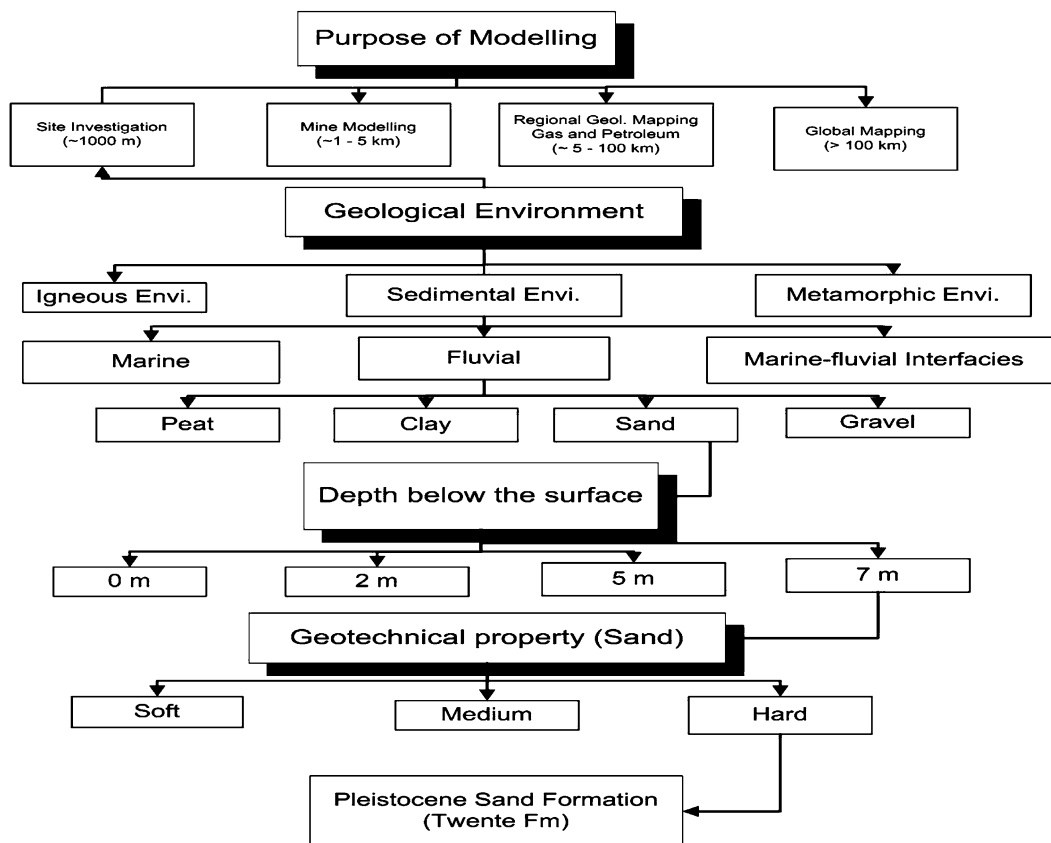 Purpose of Modelling
Site Investigation
(~1000 m)
Mine Modelling
(~1 - 5 km)
Regional Geol. Mapping
Gas and Petroleum
(~ 5 - 100 km)
Global Mapping
(> 100 km)
Geological Environment
Igneous Envi.
Sedimental Envi.
Metamorphic Envi.
Marine
Fluvial
Marine-fluvial Interfacies
Peat
Clay
Sand
Gravel
Depth below the surface
0 m
2 m
5 m
7 m
Geotechnical property (Sand)
Soft
Medium
Hard
Pleistocene Sand Formation
(Twente Fm)